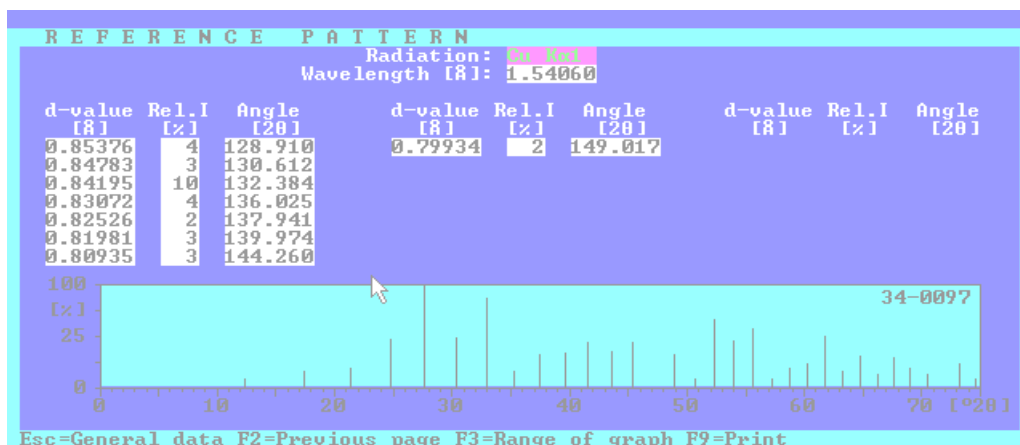 REFERENCE PATTERN
Radiation: Cu Kα1
Wavelength [Å]: 1.54060
d-value Rel.I Angle d-value Rel.I Angle d-value Rel.I Angle
[Å] [%] [2θ] [Å] [%] [2θ] [Å] [%] [2θ]
0.85376 4 128.910 0.79934 2 149.017
0.84783 3 130.612
0.84195 10 132.384
0.83072 4 136.025
0.82526 2 137.941
0.81981 3 139.974
0.80935 3 144.260
100 34-0097
[%]
25
0
0 10 20 30 40 50 60 70 [°2θ]
Esc=General data F2=Previous page F3=Range of graph F9=Print